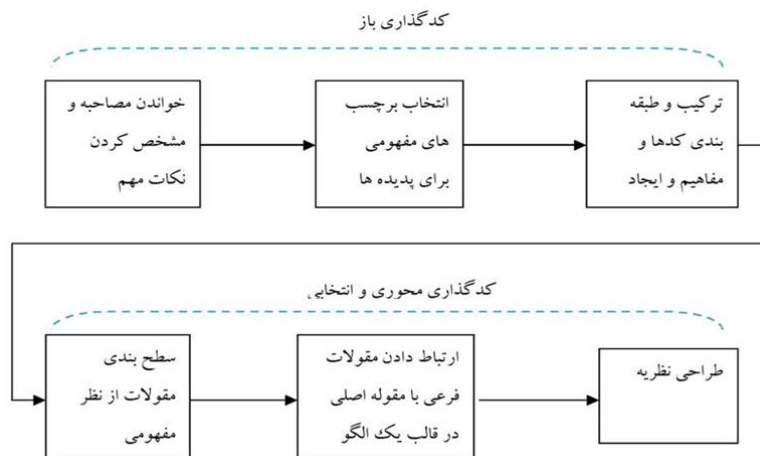 کدگذاری باز
خواندن مصاحبه و
مشخص کردن
نکات مهم
انتخاب برچسب
های مفهومی
برای پدیده ها
ترکیب و طبقه
بندی کدها و
مفاهیم و ایجاد
کدگذاری محوری و انتخابی
سطح بندی
مقولات از نظر
مفهومی
ارتباط دادن مقولات
فرعی با مقوله اصلی
در قالب یک الگو
طراحی نظریه